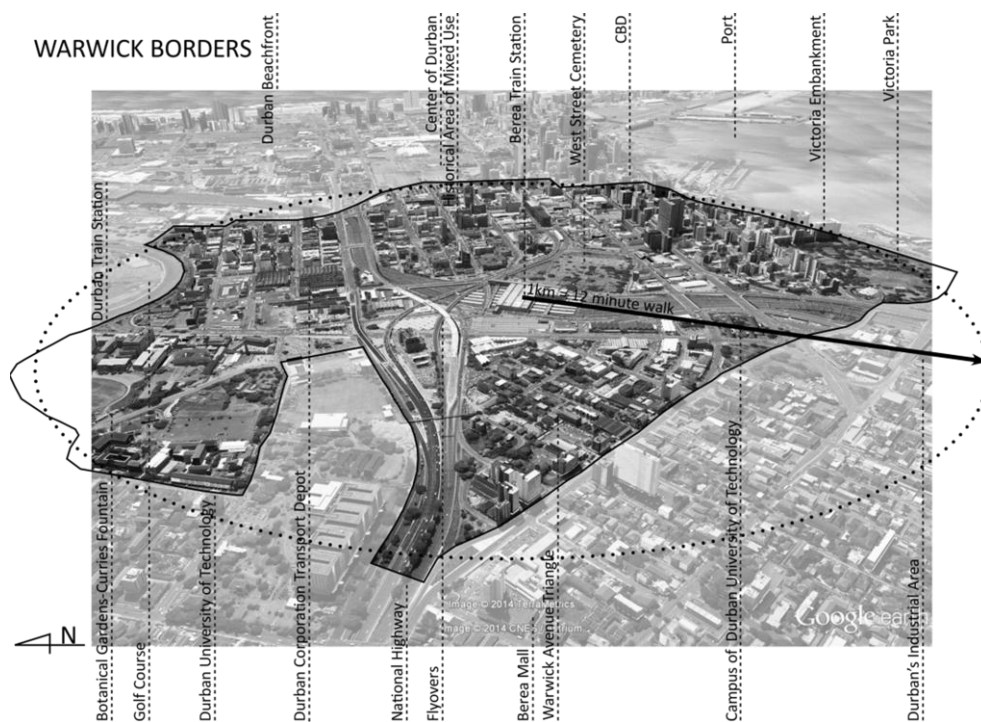 WARWICK BORDERS
Durban Train Station
Durban Beachfront
Center of Durban
Historical Area of Mixed Use
Berea Train Station
West Street Cemetery
CBD
Port
Victoria Embankment
Victoria Park
1km = 12 minute walk
Image © 2014 TerraMetrics
Image © 2014 CNES / Astrium
Google earth
N
Botanical Gardens-Curries Fountain
Golf Course
Durban University of Technology
Durban Corporation Transport Depot
National Highway
Flyovers
Berea Mall
Warwick Avenue Triangle
Campus of Durban University of Technology
Durban's Industrial Area